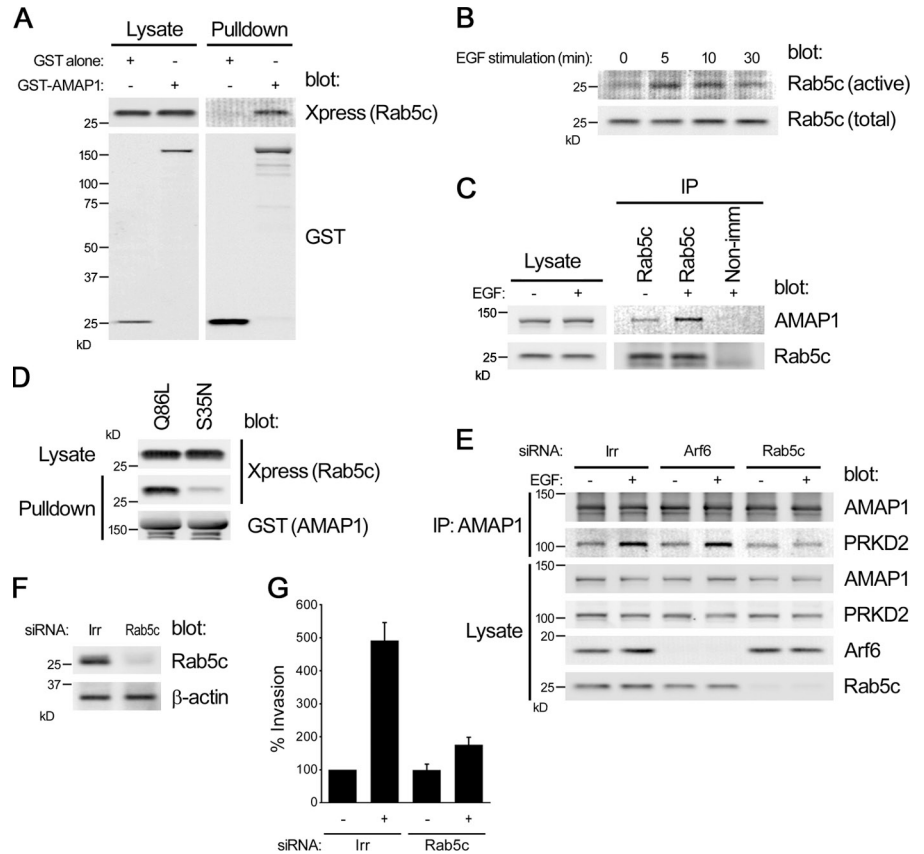 A
Lysate Pulldown
GST alone: + - + -
GST-AMAP1: - + - + blot:
25 Xpress (Rab5c)
150
100
75
50
37
25
kD
GST
B
EGF stimulation (min): 0 5 10 30 blot:
25 Rab5c (active)
25 Rab5c (total)
kD
C
IP
Lysate Rab5c Rab5c Non-imm
EGF: - + - + + blot:
150 AMAP1
25 Rab5c
kD
D
Q86L S35N blot:
kD
Lysate 25
Pulldown 25 Xpress (Rab5c)
150 GST (AMAP1)
E
siRNA: Irr Arf6 Rab5c
EGF: - + - + - + blot:
IP: AMAP1
150 AMAP1
100 PRKD2
Lysate
150 AMAP1
100 PRKD2
20 Arf6
25 Rab5c
kD
F
siRNA: Irr Rab5c blot:
25 Rab5c
37 β-actin
kD
G
% Invasion
600
500
400
300
200
100
0
- + - +
siRNA: Irr Rab5c